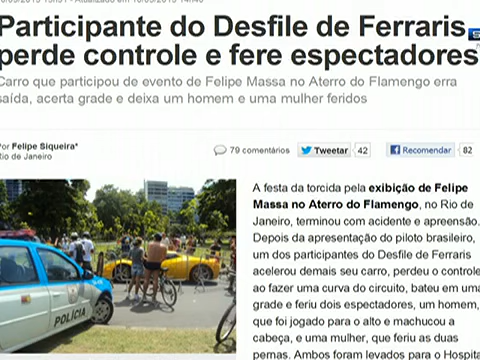 Participante do Desfile de Ferraris
perde controle e fere espectadores
Carro que participou de evento de Felipe Massa no Aterro do Flamengo erra
saída, acerta grade e deixa um homem e uma mulher feridos
Por Felipe Siqueira*
Rio de Janeiro
79 comentários
Tweetar
42
Recomendar
82
A festa da torcida pela exibição de Felipe
Massa no Aterro do Flamengo, no Rio de
Janeiro, terminou com acidente e apreensão.
Depois da apresentação do piloto brasileiro,
um dos participantes do Desfile de Ferraris
acelerou demais seu carro, perdeu o controle
ao fazer uma curva do circuito, bateu em uma
grade e feriu dois espectadores, um homem,
que foi jogado para o alto e machucou a
cabeça, e uma mulher, que feriu as duas
pernas. Ambos foram levados para o Hospital
POLÍCIA